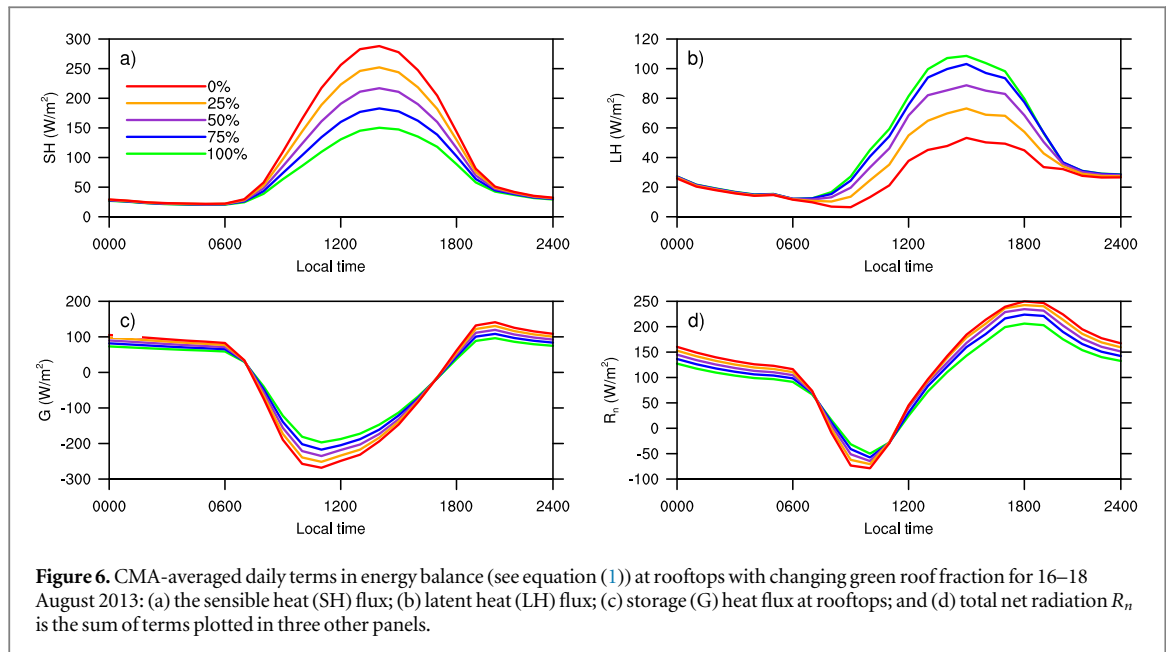 a)
300
250
200
150
100
50
0
SH (W/m²)
0%
25%
50%
75%
100%
0000 0600 1200 1800 2400
Local time
b)
120
100
80
60
40
20
0
LH (W/m²)
0000 0600 1200 1800 2400
Local time
c)
200
100
0
-100
-200
-300
G (W/m²)
0000 0600 1200 1800 2400
Local time
d)
250
200
150
100
50
0
-50
-100
Rₙ (W/m²)
0000 0600 1200 1800 2400
Local time
Figure 6. CMA-averaged daily terms in energy balance (see equation (1)) at rooftops with changing green roof fraction for 16–18
August 2013: (a) the sensible heat (SH) flux; (b) latent heat (LH) flux; (c) storage (G) heat flux at rooftops; and (d) total net radiation Rₙ
is the sum of terms plotted in three other panels.